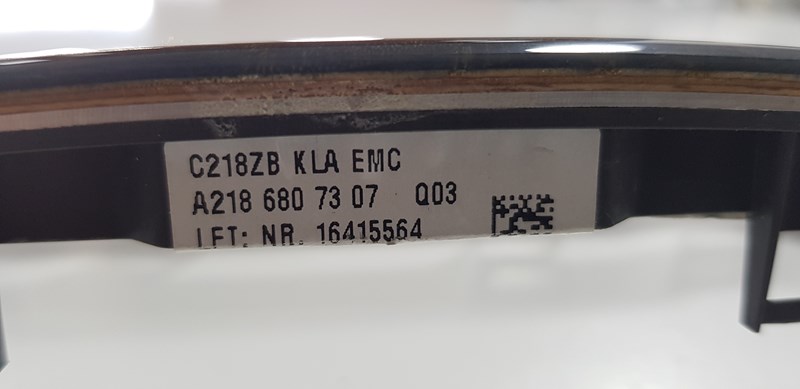 C218ZB KLA EMC
A218 680 73 07 Q03
LFT: NR. 16415564